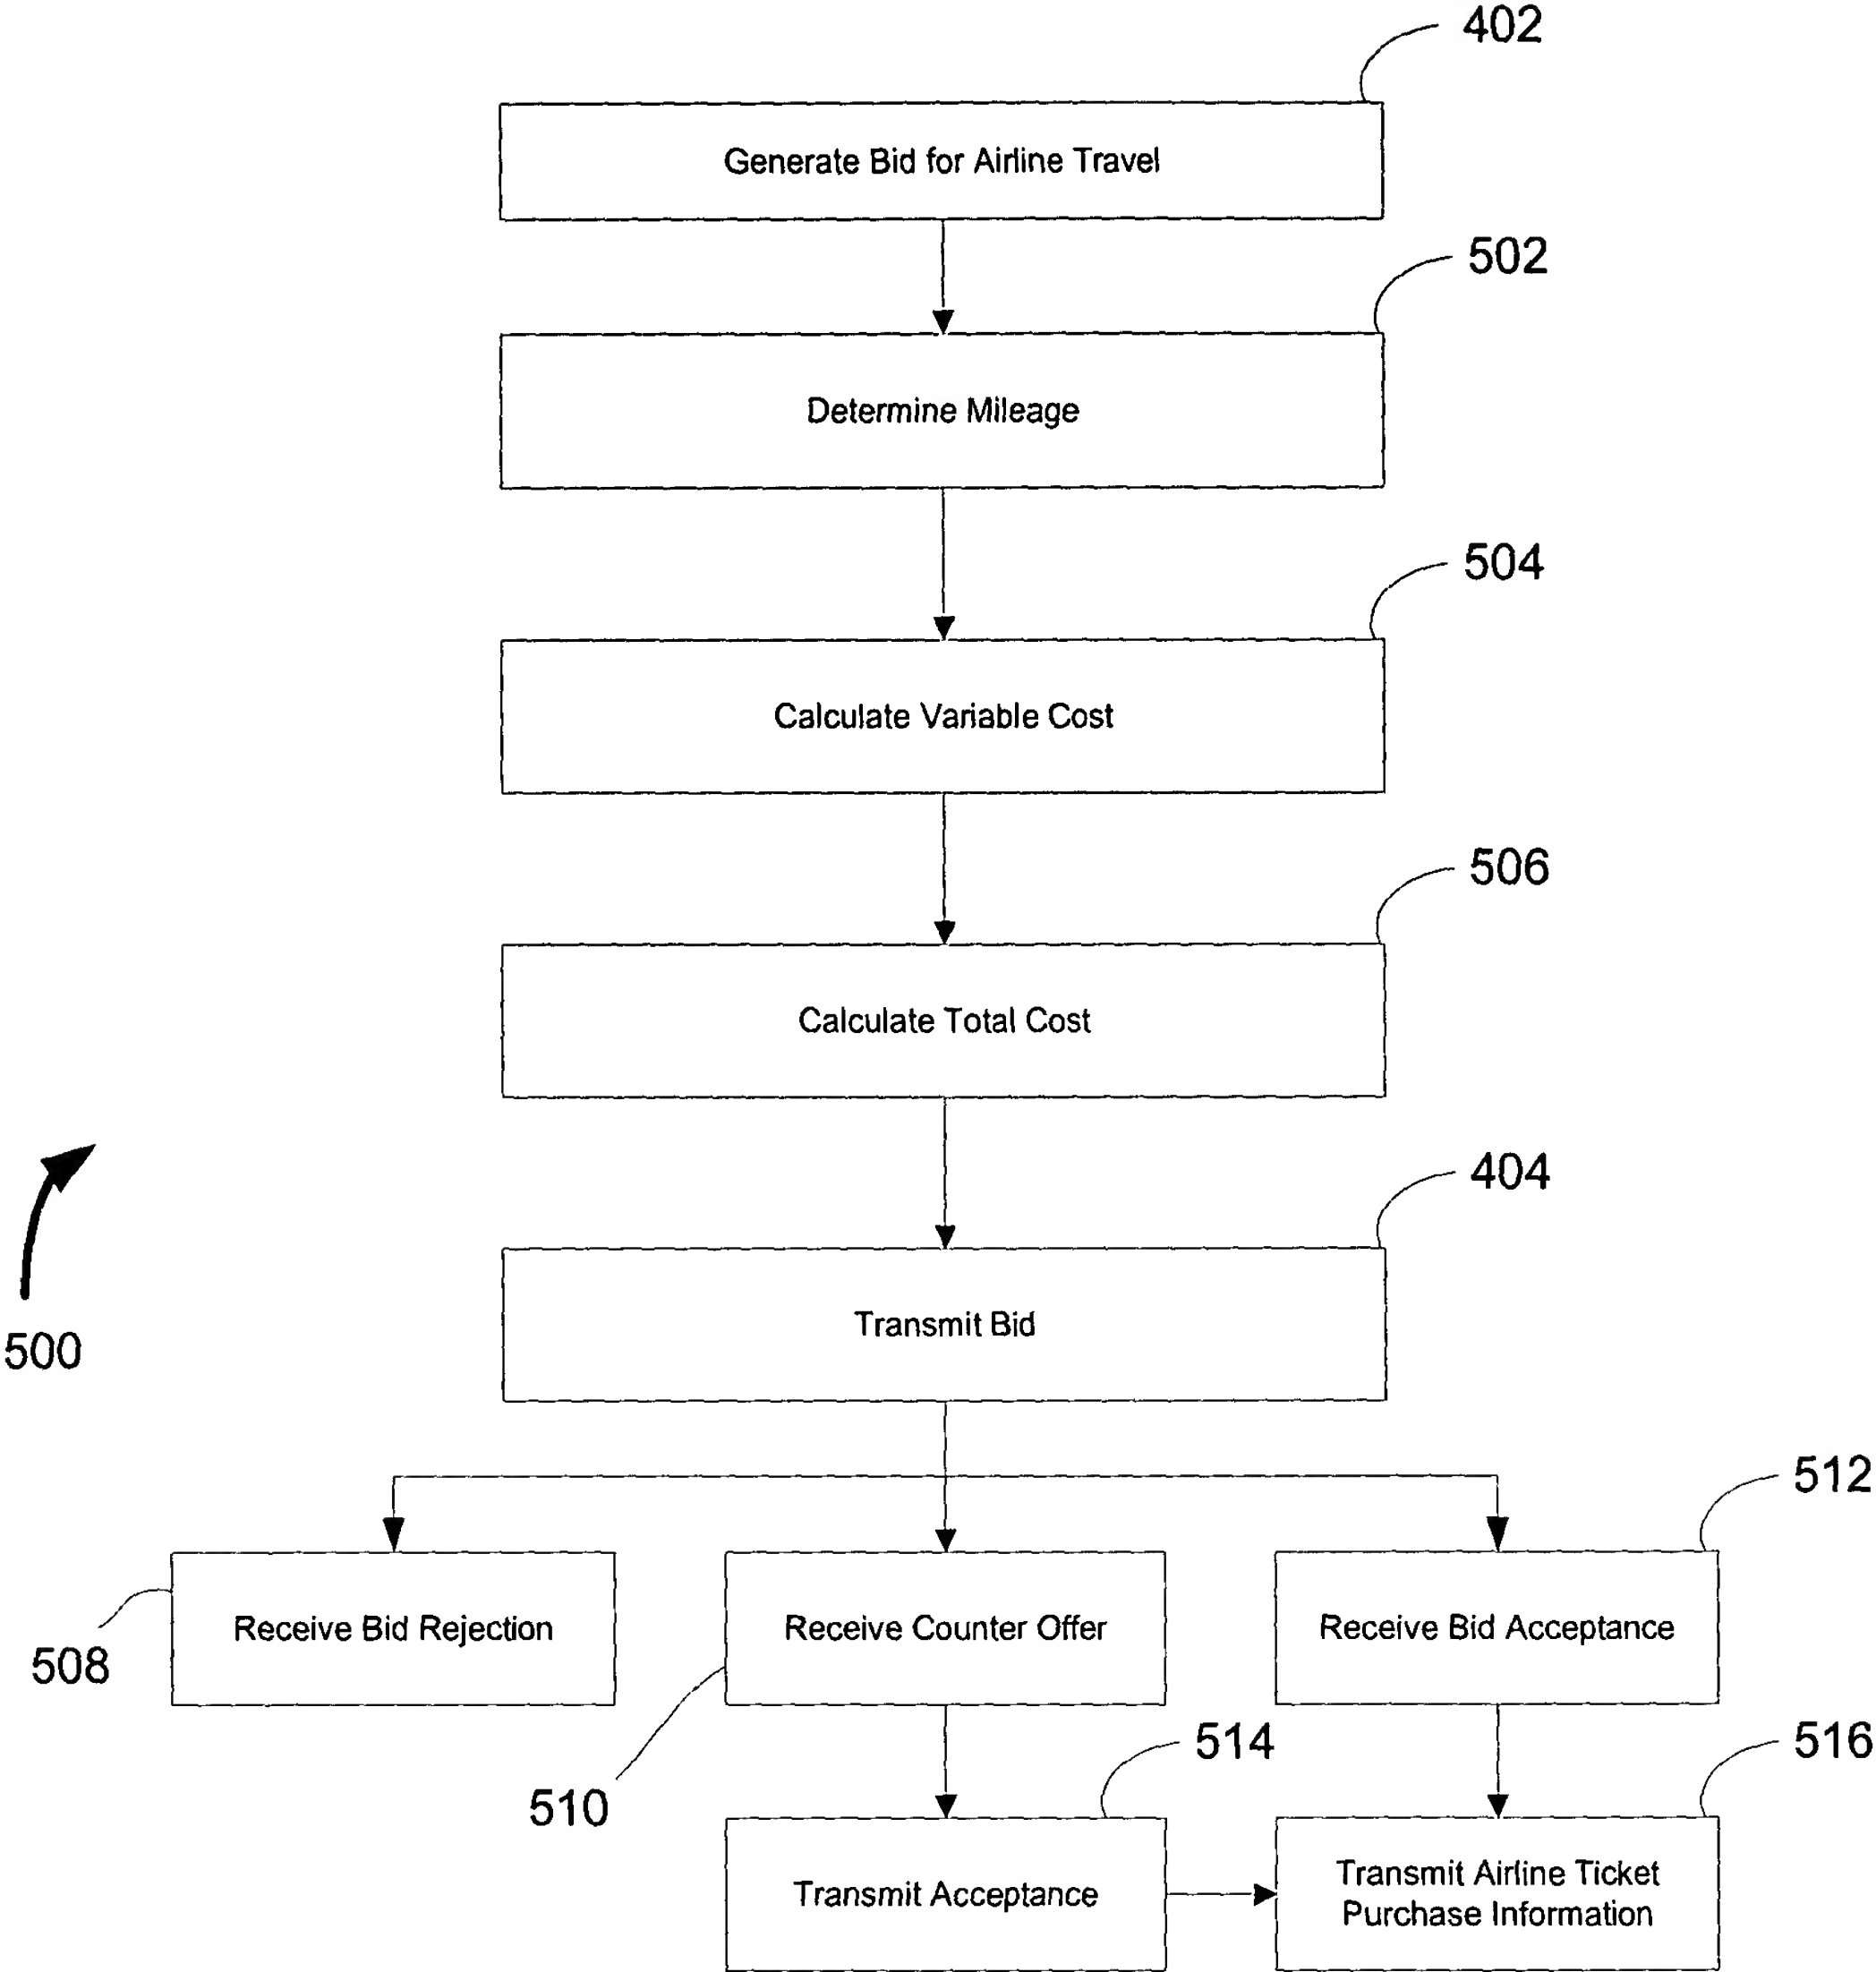 402
Generate Bid for Airline Travel
502
Determine Mileage
504
Calculate Variable Cost
506
Calculate Total Cost
404
Transmit Bid
500
512
Receive Bid Rejection
Receive Counter Offer
Receive Bid Acceptance
508
510
514
516
Transmit Acceptance
Transmit Airline Ticket
Purchase Information